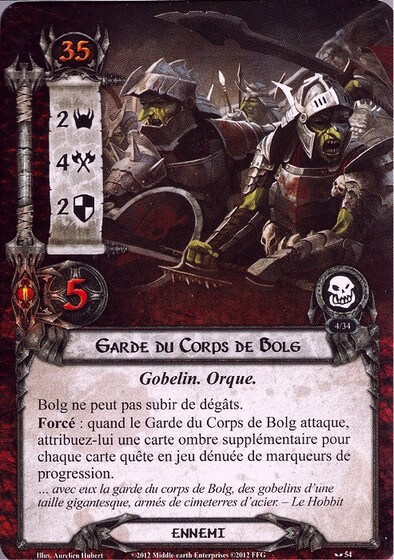 35
2
4
2
5
4/34
Garde du Corps de Bolg
Gobelin. Orque.
Bolg ne peut pas subir de dégâts.
Forcé : quand le Garde du Corps de Bolg attaque,
attribuez-lui une carte ombre supplémentaire pour
chaque carte quête en jeu dénuée de marqueurs de
progression.
... avec eux la garde du corps de Bolg, des gobelins d'une
taille gigantesque, armés de cimeterres d'acier. – Le Hobbit
ENNEMI
Illus. Aurelien Hubert ©2012 Middle-earth Enterprises ©2012 FFG 54